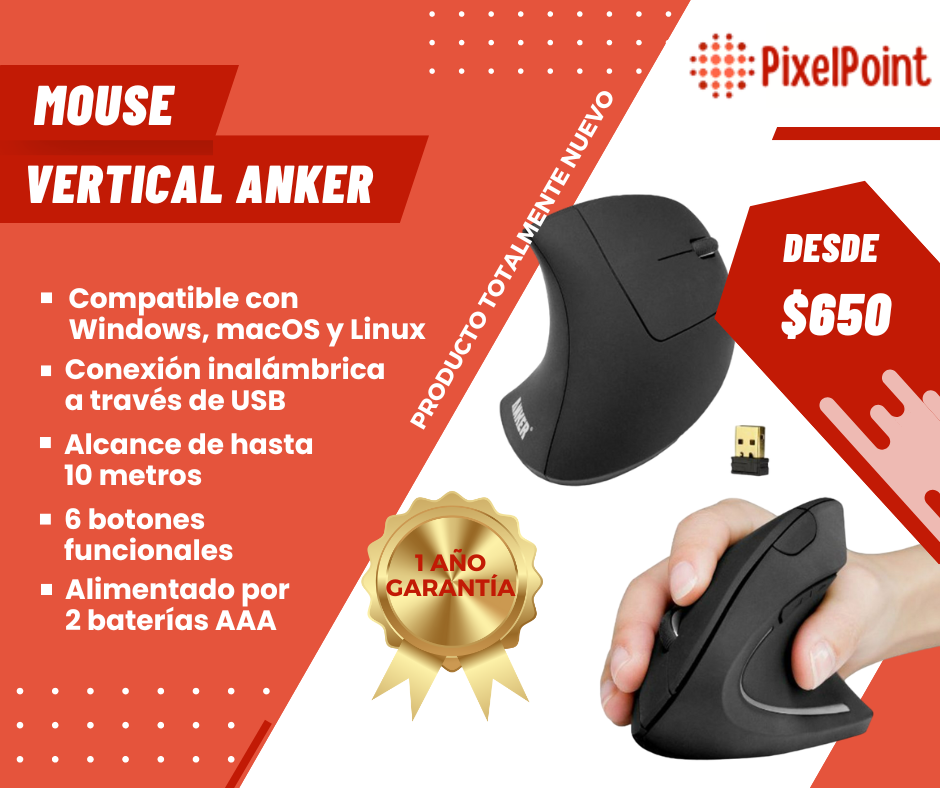 PixelPoint
MOUSE
VERTICAL ANKER
PRODUCTO TOTALMENTE NUEVO
DESDE
$650
Compatible con
Windows, macOS y Linux
Conexión inalámbrica
a través de USB
Alcance de hasta
10 metros
6 botones
funcionales
Alimentado por
2 baterías AAA
ANKER
1 AÑO
GARANTÍA